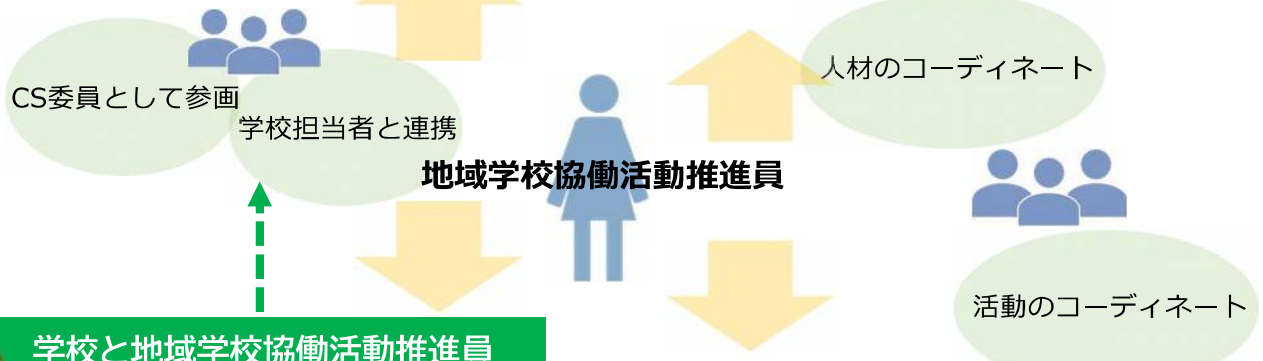 CS委員として参画
学校担当者と連携
地域学校協働活動推進員
人材のコーディネート
活動のコーディネート
学校と地域学校協働活動推進員